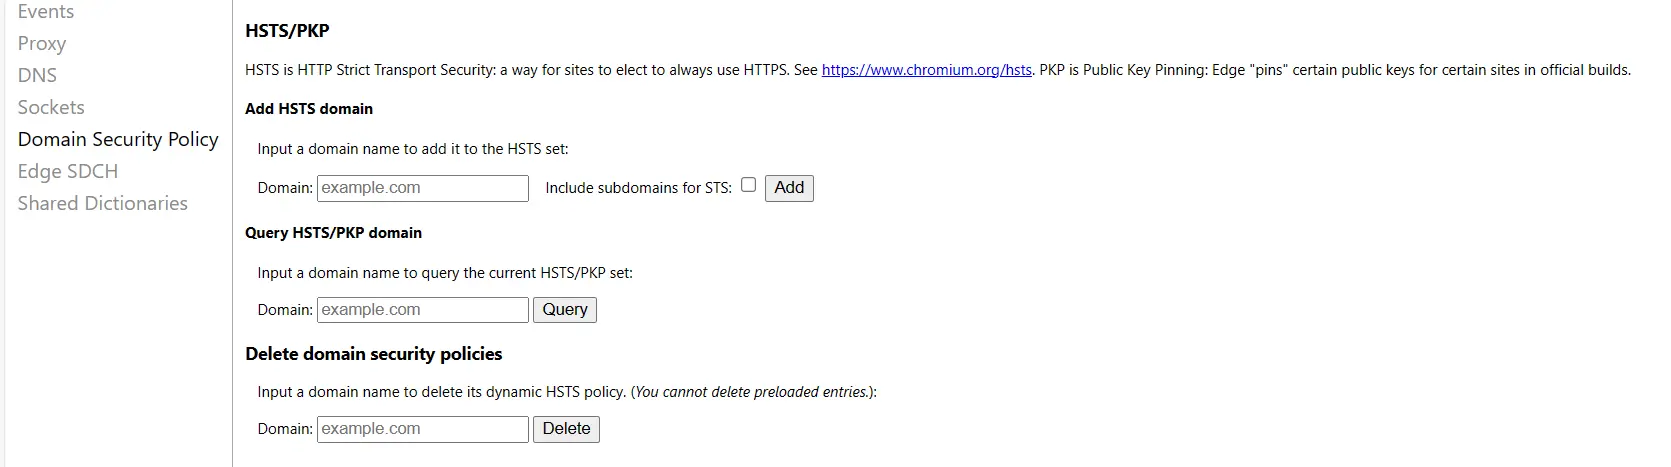 Events
Proxy
DNS
Sockets
Domain Security Policy
Edge SDCH
Shared Dictionaries
HSTS/PKP
HSTS is HTTP Strict Transport Security: a way for sites to elect to always use HTTPS. See https://www.chromium.org/hsts. PKP is Public Key Pinning: Edge "pins" certain public keys for certain sites in official builds.
Add HSTS domain
Input a domain name to add it to the HSTS set:
Domain: example.com Include subdomains for STS: Add
Query HSTS/PKP domain
Input a domain name to query the current HSTS/PKP set:
Domain: example.com Query
Delete domain security policies
Input a domain name to delete its dynamic HSTS policy. (You cannot delete preloaded entries.):
Domain: example.com Delete